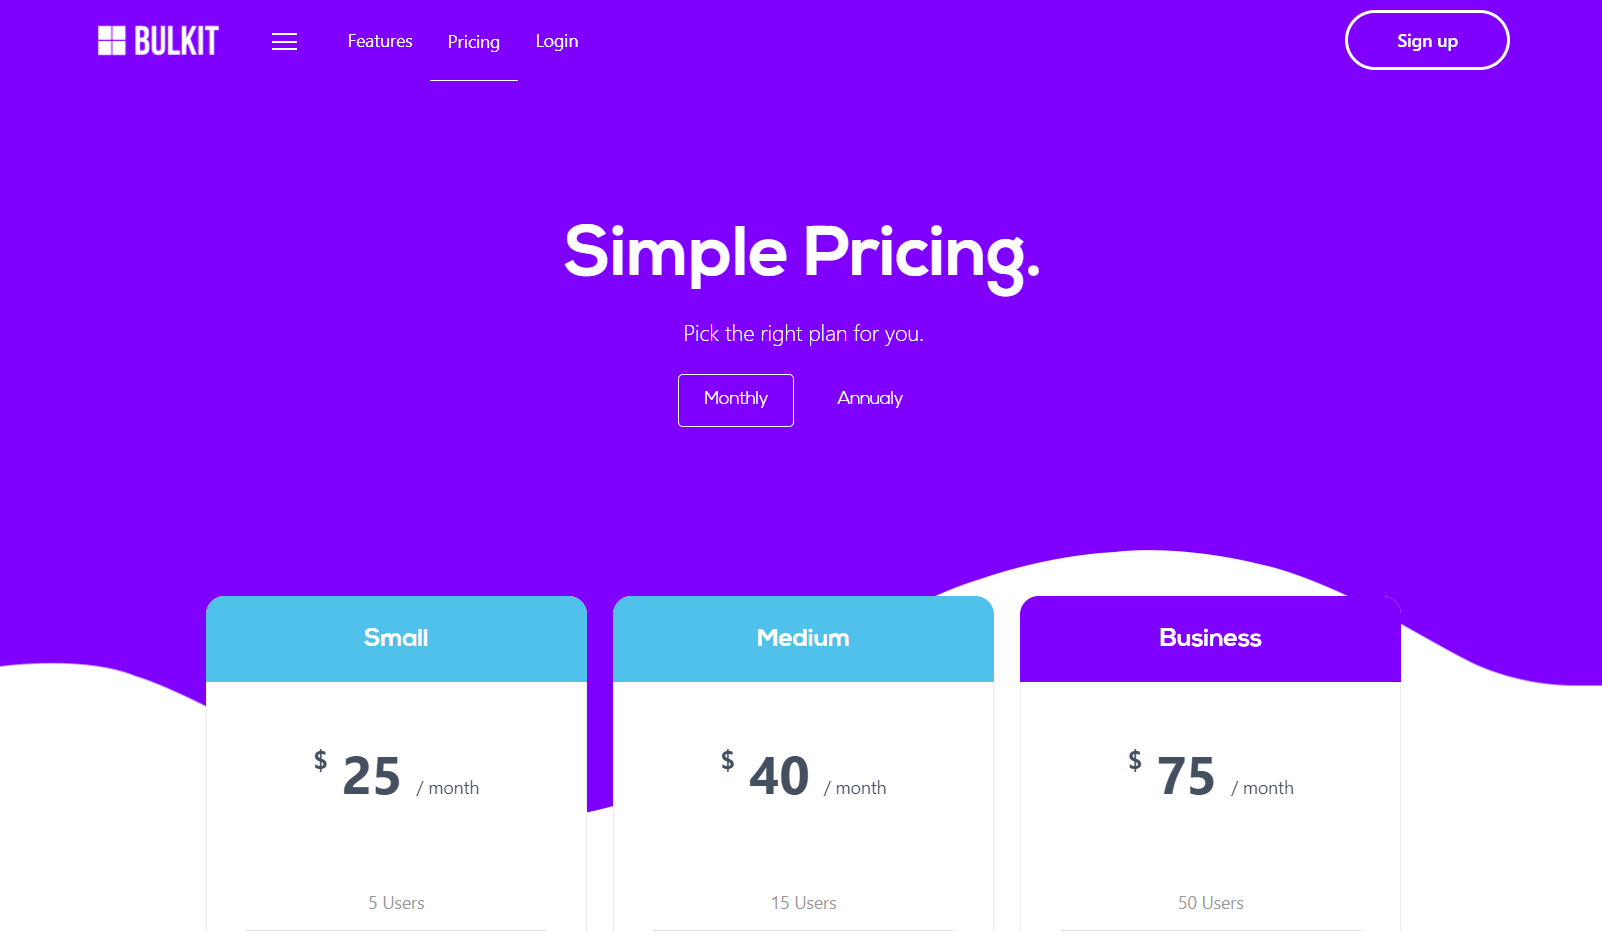 BULKIT
Features Pricing Login
Sign up
Simple Pricing.
Pick the right plan for you.
Monthly Annualy
Small Medium Business
$ 25 / month $ 40 / month $ 75 / month
5 Users 15 Users 50 Users